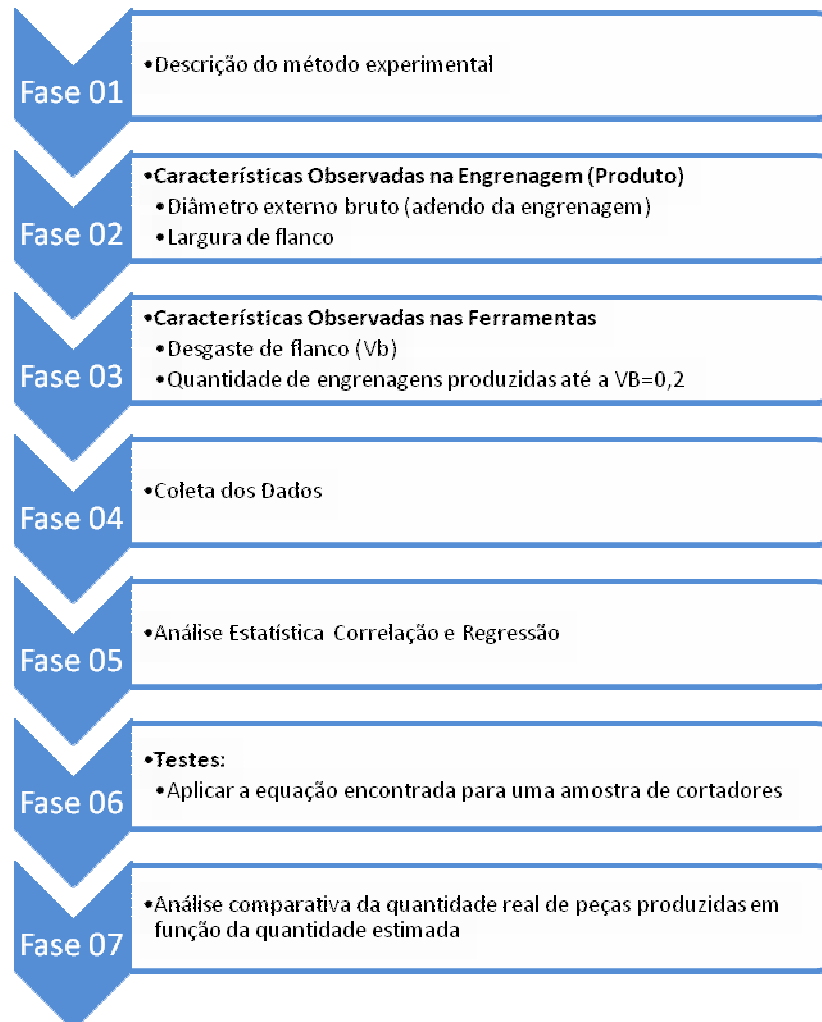 Fase 01
•Descrição do método experimental
Fase 02
•Características Observadas na Engrenagem (Produto)
•Diâmetro externo bruto (adendo da engrenagem)
•Largura de flanco
Fase 03
•Características Observadas nas Ferramentas
•Desgaste de flanco (Vb)
•Quantidade de engrenagens produzidas até a VB=0,2
Fase 04
•Coleta dos Dados
Fase 05
•Análise Estatística Correlação e Regressão
Fase 06
•Testes:
•Aplicar a equação encontrada para uma amostra de cortadores
Fase 07
•Análise comparativa da quantidade real de peças produzidas em
função da quantidade estimada